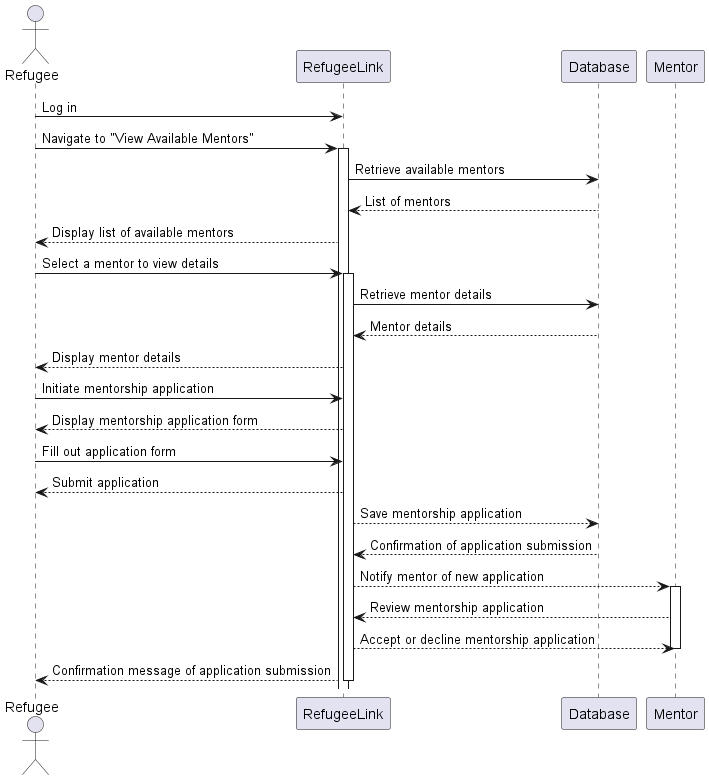 Refugee
RefugeeLink
Database
Mentor
Log in
Navigate to "View Available Mentors"
Retrieve available mentors
List of mentors
Display list of available mentors
Select a mentor to view details
Retrieve mentor details
Mentor details
Display mentor details
Initiate mentorship application
Display mentorship application form
Fill out application form
Submit application
Save mentorship application
Confirmation of application submission
Notify mentor of new application
Review mentorship application
Accept or decline mentorship application
Confirmation message of application submission
Refugee
RefugeeLink
Database
Mentor